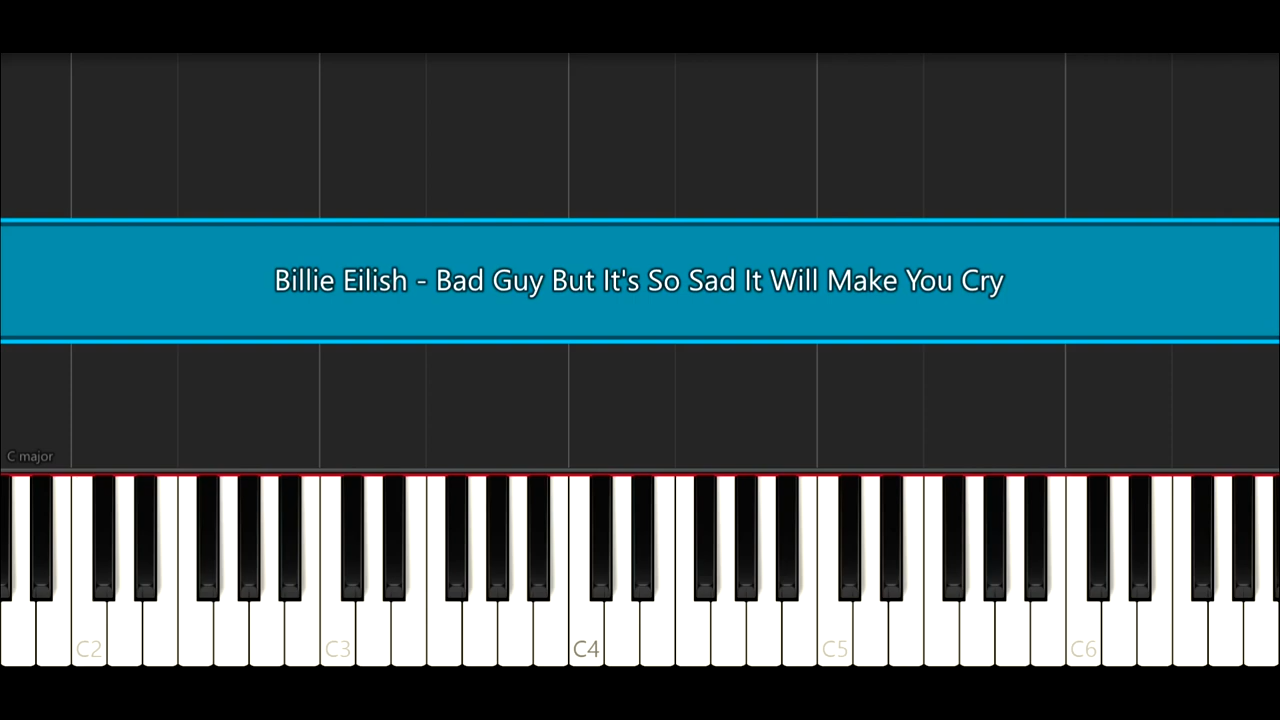 Billie Eilish - Bad Guy But It's So Sad It Will Make You Cry
C major
C2 C3 C4 C5 C6